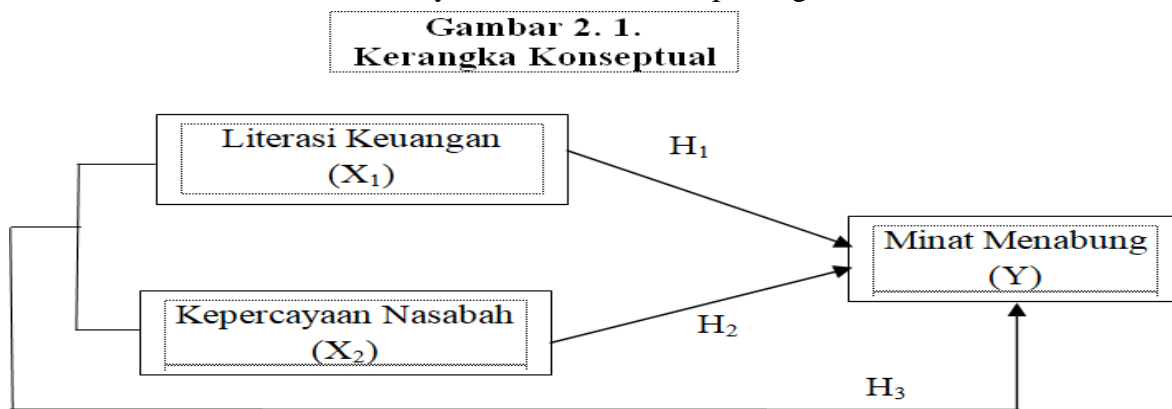 Gambar 2. 1.
Kerangka Konseptual
Literasi Keuangan
(X₁)
H₁
Minat Menabung
(Y)
Kepercayaan Nasabah
(X₂)
H₂
H₃